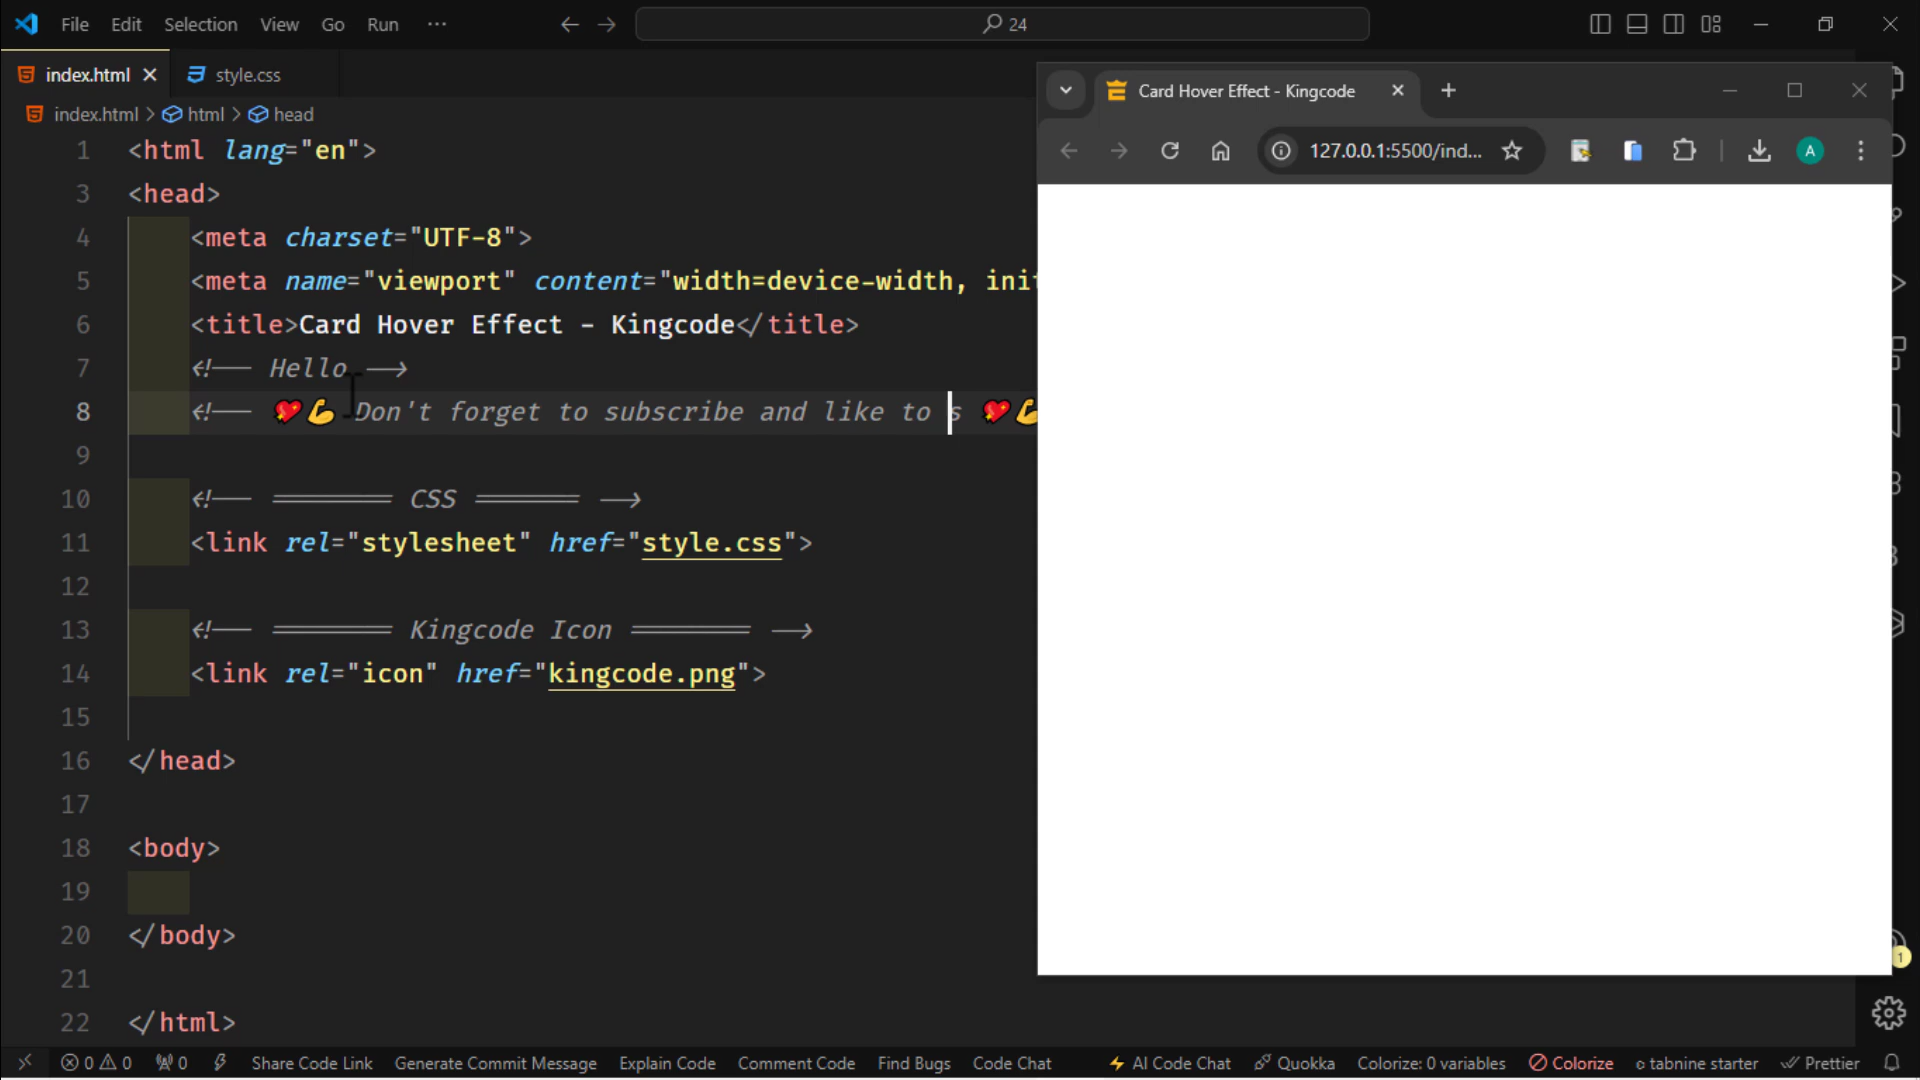 File Edit Selection View Go Run ··· 24
index.html style.css
index.html > html > head
1 <html lang="en">
3 <head>
4 <meta charset="UTF-8">
5 <meta name="viewport" content="width=device-width, init
6 <title>Card Hover Effect - Kingcode</title>
7 <!-- Hello -->
8 <!-- 💖💪 Don't forget to subscribe and like to s 💖💪
9
10 <!-- ======= CSS ======= -->
11 <link rel="stylesheet" href="style.css">
12
13 <!-- ======= Kingcode Icon ======= -->
14 <link rel="icon" href="kingcode.png">
15
16 </head>
17
18 <body>
19
20 </body>
21
22 </html>
Card Hover Effect - Kingcode
127.0.0.1:5500/ind...
A
1
0 0 0 Share Code Link Generate Commit Message Explain Code Comment Code Find Bugs Code Chat AI Code Chat Quokka Colorize: 0 variables Colorize tabnine starter Prettier